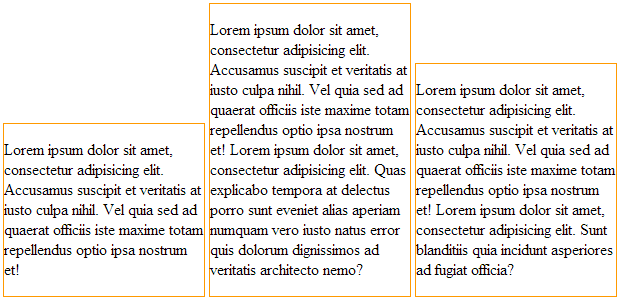 Lorem ipsum dolor sit amet,
consectetur adipisicing elit.
Accusamus suscipit et veritatis at
iusto culpa nihil. Vel quia sed ad
quaerat officiis iste maxime totam
repellendus optio ipsa nostrum
et!
Lorem ipsum dolor sit amet,
consectetur adipisicing elit.
Accusamus suscipit et veritatis at
iusto culpa nihil. Vel quia sed ad
quaerat officiis iste maxime totam
repellendus optio ipsa nostrum
et! Lorem ipsum dolor sit amet,
consectetur adipisicing elit. Quas
explicabo tempora at delectus
porro sunt eveniet alias aperiam
numquam vero iusto natus error
quis dolorum dignissimos ad
veritatis architecto nemo?
Lorem ipsum dolor sit amet,
consectetur adipisicing elit.
Accusamus suscipit et veritatis at
iusto culpa nihil. Vel quia sed ad
quaerat officiis iste maxime totam
repellendus optio ipsa nostrum
et! Lorem ipsum dolor sit amet,
consectetur adipisicing elit. Sunt
blanditiis quia incidunt asperiores
ad fugiat officia?